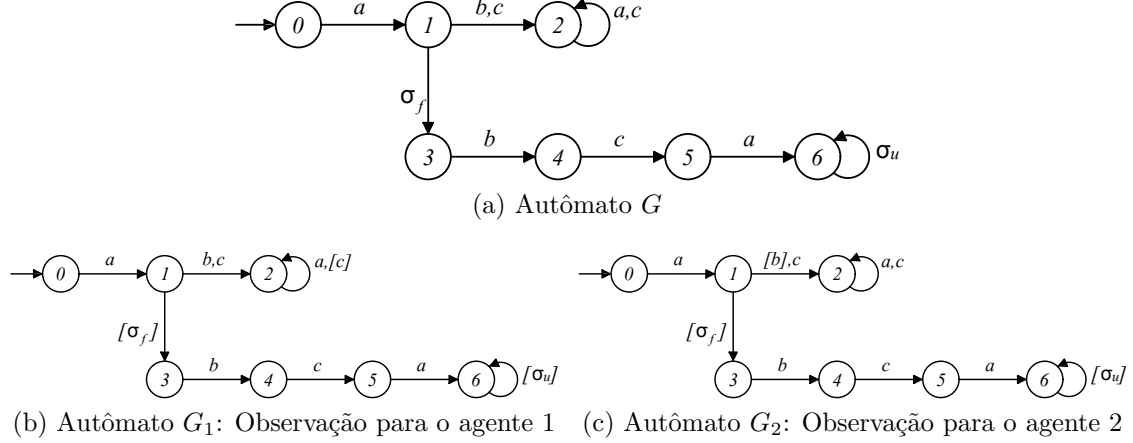 0 a 1 b,c 2 a,c
σf
3 b 4 c 5 a 6 σu
(a) Autômato G
0 a 1 b,c 2 a,[c]
[σf]
3 b 4 c 5 a 6 [σu]
(b) Autômato G1: Observação para o agente 1
0 a 1 [b],c 2 a,c
[σf]
3 b 4 c 5 a 6 [σu]
(c) Autômato G2: Observação para o agente 2